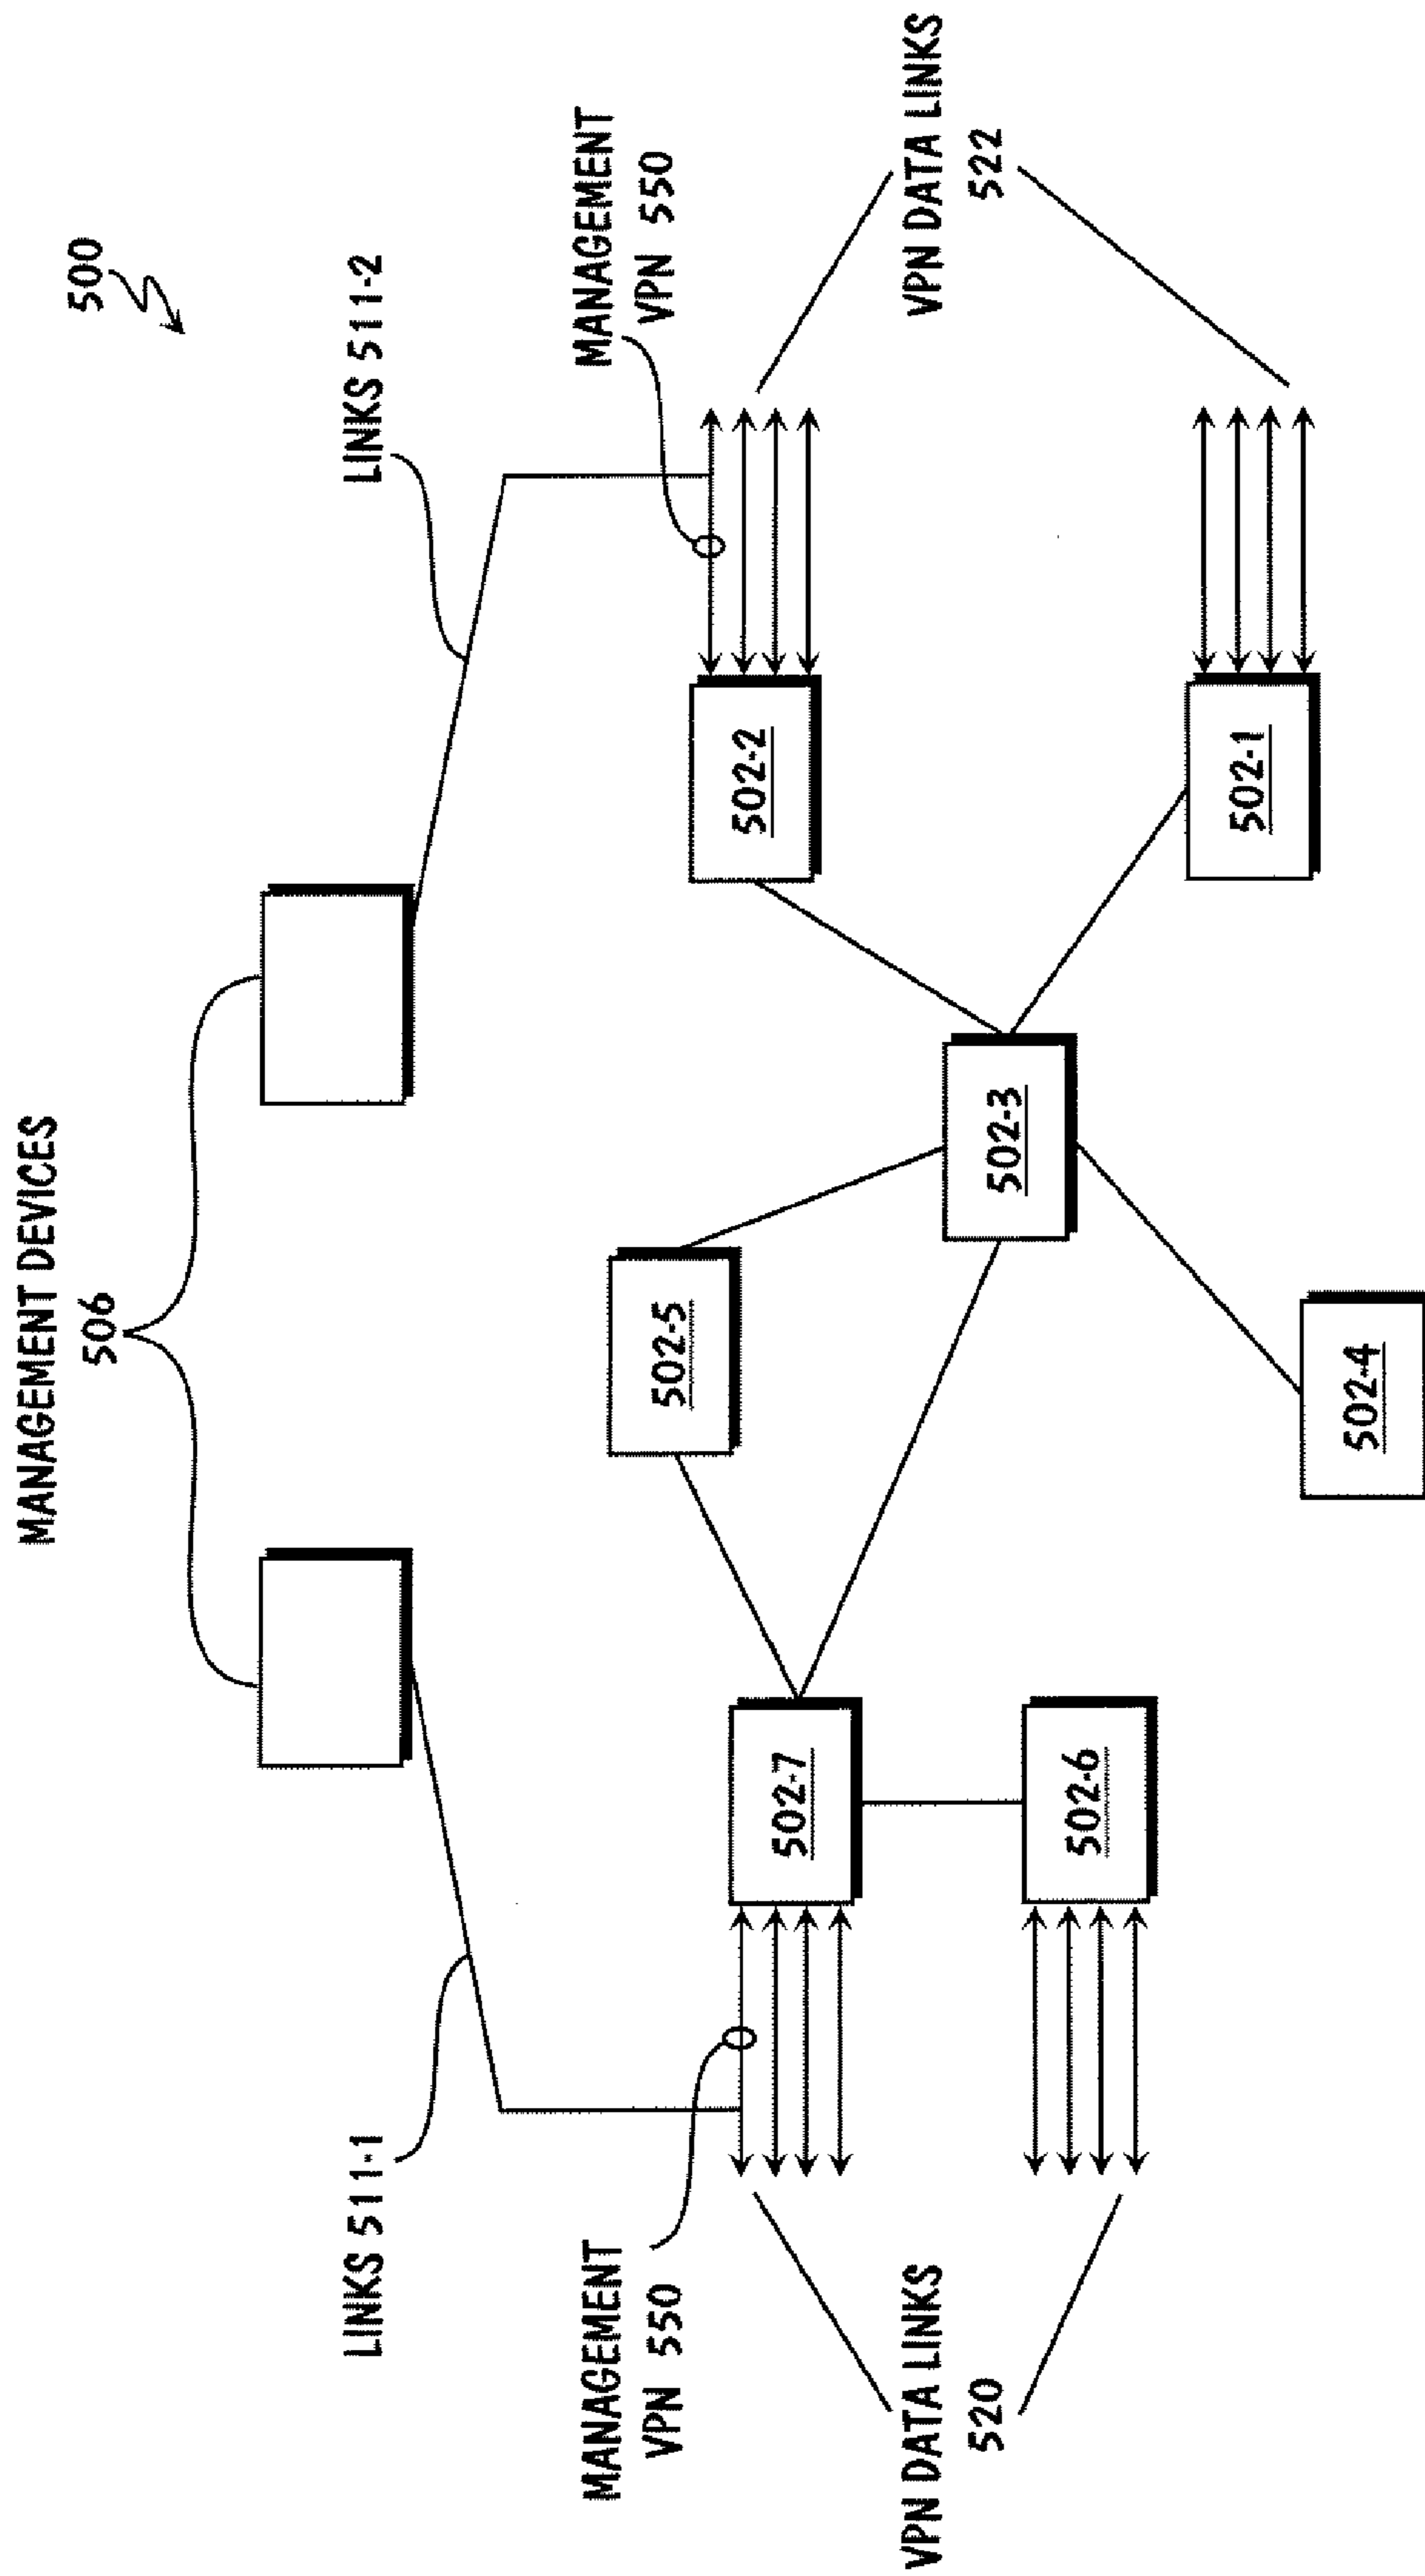 MANAGEMENT DEVICES
506
500
LINKS 511-1
LINKS 511-2
MANAGEMENT
VPN 550
MANAGEMENT
VPN 550
502-5
502-7
502-2
VPN DATA LINKS
520
VPN DATA LINKS
522
502-3
502-6
502-1
502-4